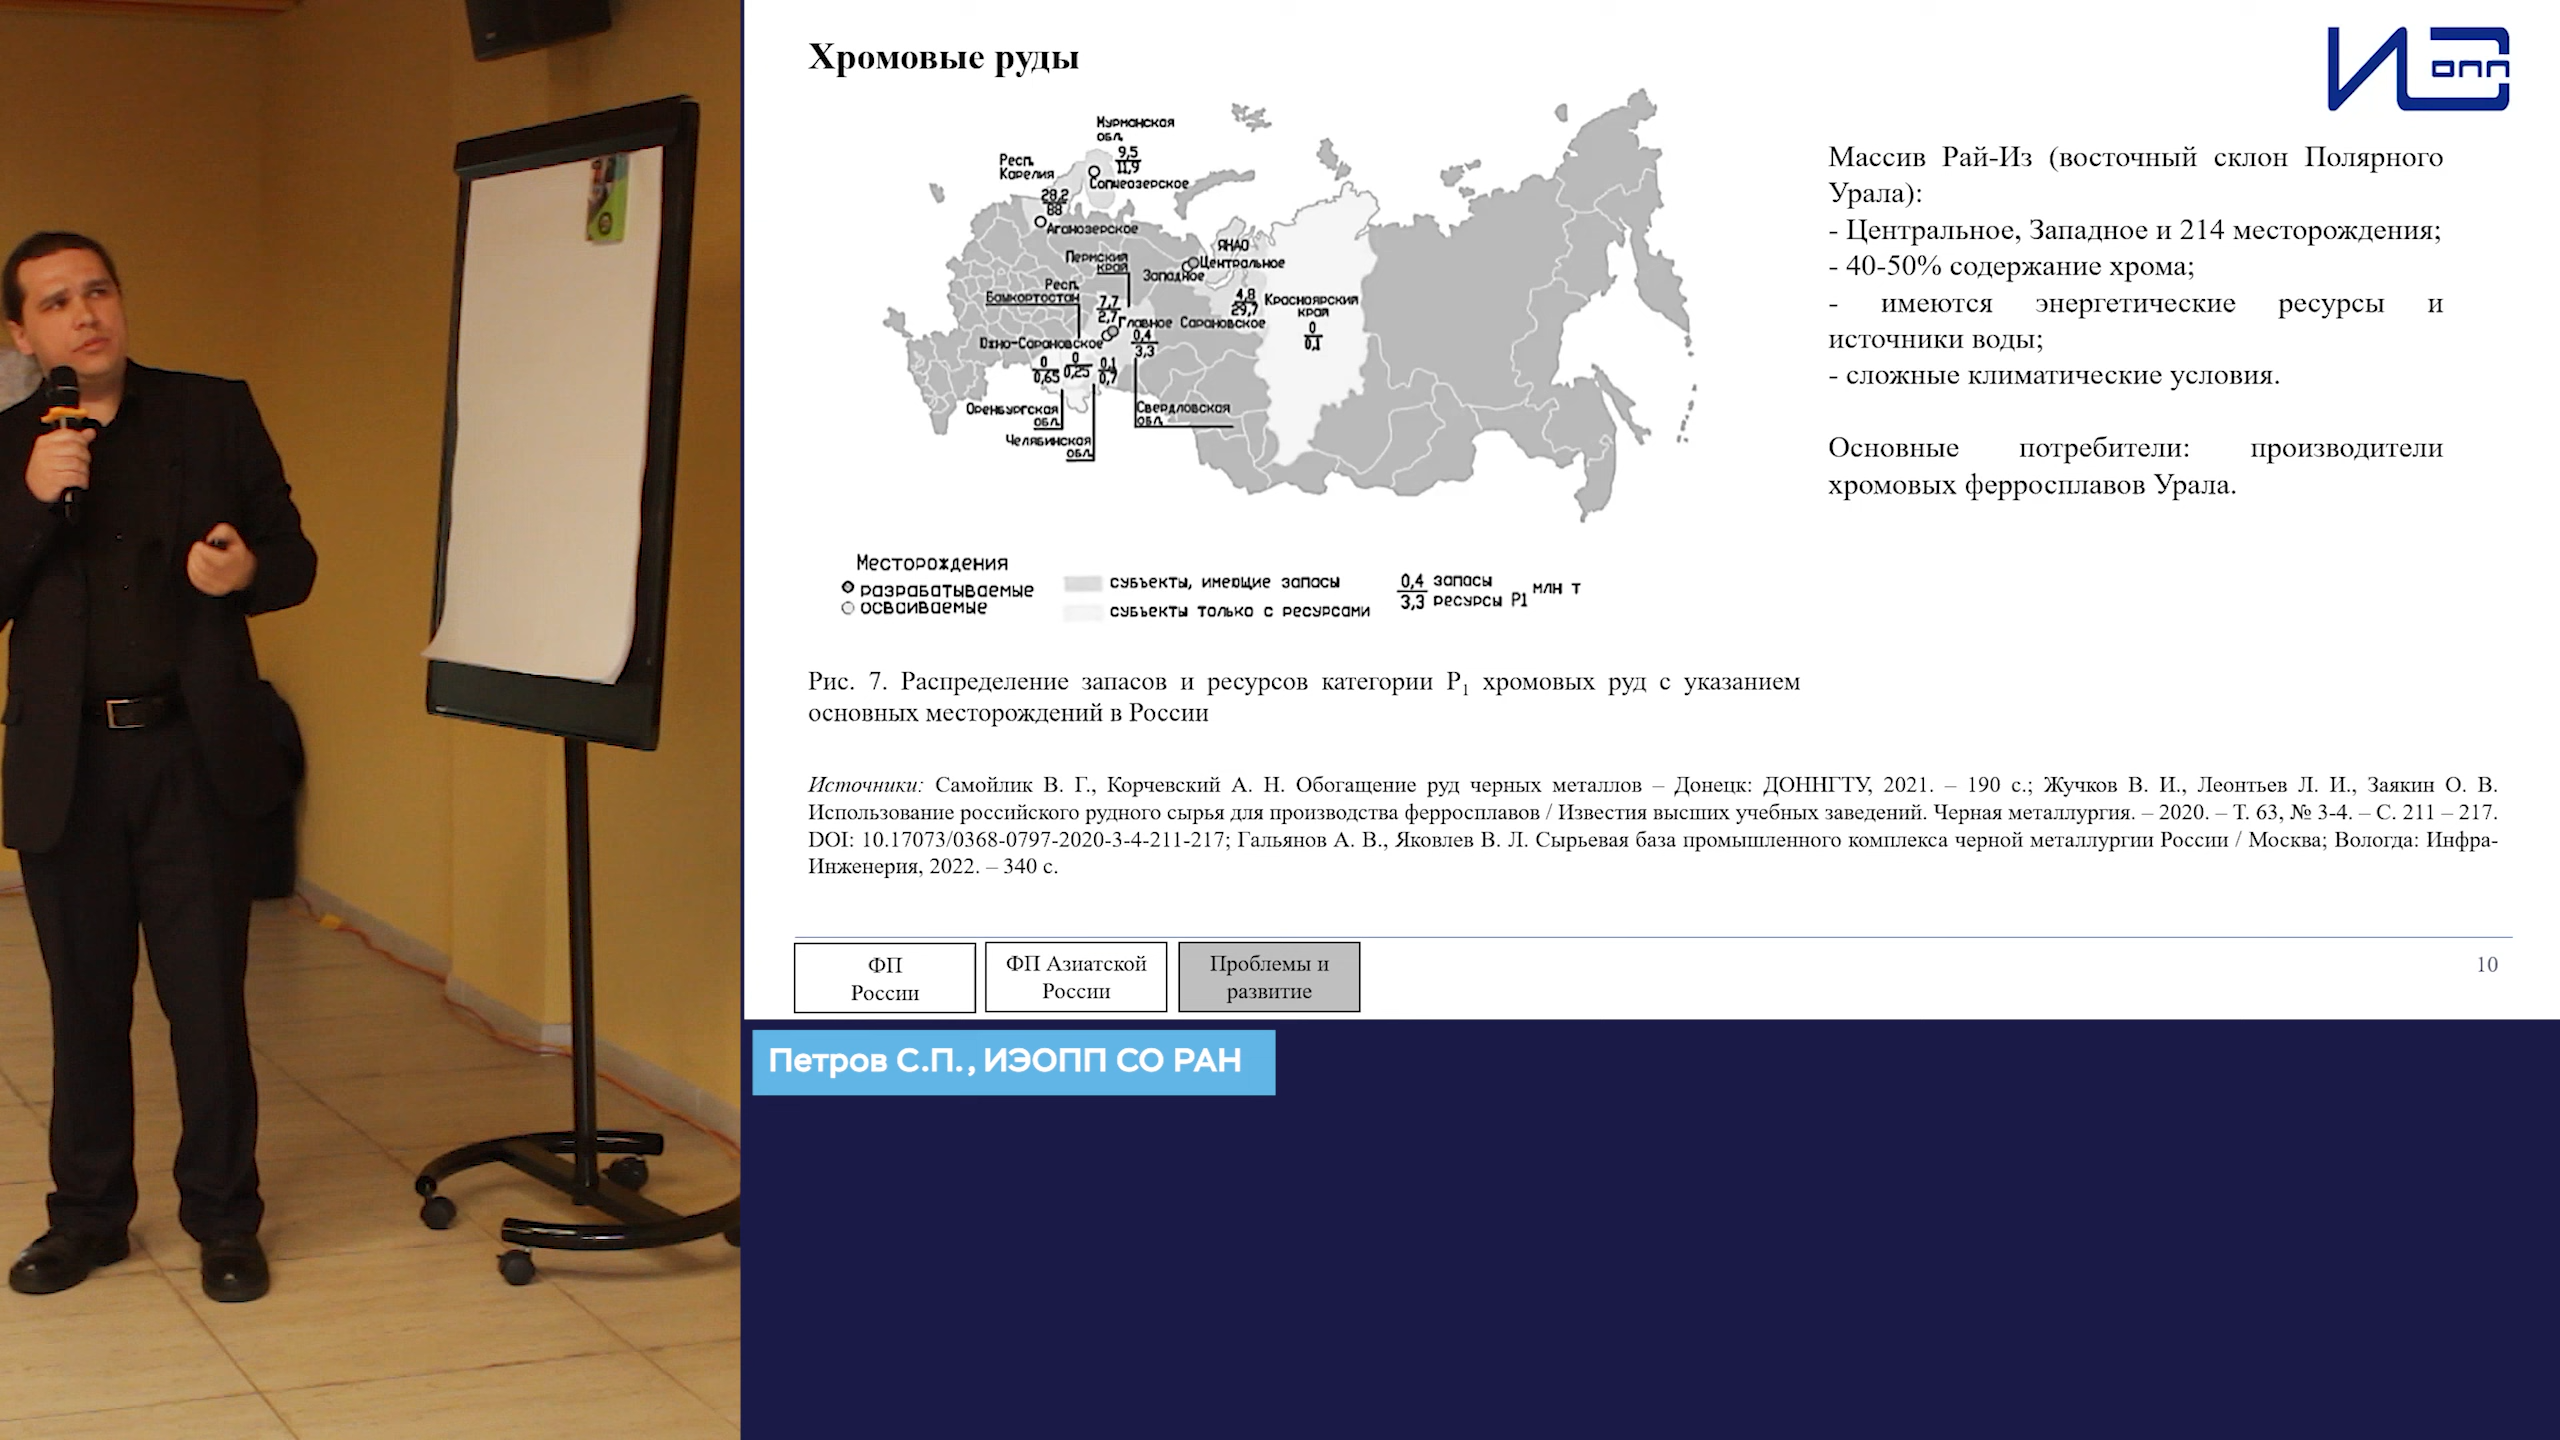 Хромовые руды
ИЭ
опп
Мурманская
обл.
9,5
11,9
Респ.
Карелия
Сопчеозерское
28,2
88
Аганозерское
ЯНАО
Пермский
край
Центральное
Западное
Респ.
Башкортостан
7,7
2,7
4,8
29,7
Красноярский
край
0
0,1
Главное Сарановское
0,4
3,3
Южно-Сарановское
0
0,65
0
0,25
0,1
0,7
Оренбургская
обл.
Свердловская
обл.
Челябинская
обл.
Месторождения
разрабатываемые
осваиваемые
субъекты, имеющие запасы
субъекты только с ресурсами
0,4 запасы
3,3 ресурсы Р1
млн т
Массив Рай-Из (восточный склон Полярного
Урала):
- Центральное, Западное и 214 месторождения;
- 40-50% содержание хрома;
- имеются энергетические ресурсы и
источники воды;
- сложные климатические условия.
Основные потребители: производители
хромовых ферросплавов Урала.
Рис. 7. Распределение запасов и ресурсов категории Р1 хромовых руд с указанием
основных месторождений в России
Источники: Самойлик В. Г., Корчевский А. Н. Обогащение руд черных металлов – Донецк: ДОННГТУ, 2021. – 190 с.; Жучков В. И., Леонтьев Л. И., Заякин О. В.
Использование российского рудного сырья для производства ферросплавов / Известия высших учебных заведений. Черная металлургия. – 2020. – Т. 63, № 3-4. – С. 211 – 217.
DOI: 10.17073/0368-0797-2020-3-4-211-217; Гальянов А. В., Яковлев В. Л. Сырьевая база промышленного комплекса черной металлургии России / Москва; Вологда: Инфра-
Инженерия, 2022. – 340 с.
ФП
России
ФП Азиатской
России
Проблемы и
развитие
10
Петров С.П., ИЭОПП СО РАН